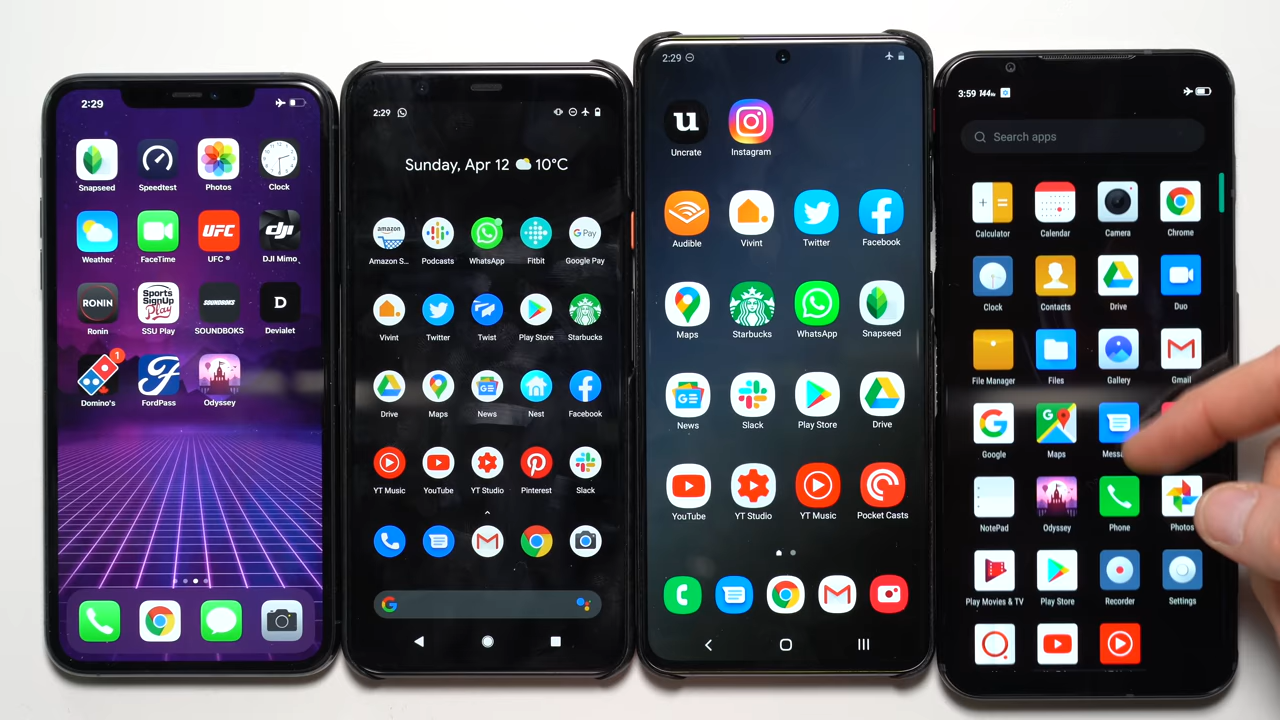 2:29
Snapseed Speedtest Photos Clock
UFC dji
Weather FaceTime UFC ® DJI Mimo
RONIN Sports SignUp Play SOUNDBOKS D
Ronin SSU Play SOUNDBOKS Devialet
1
Domino's FordPass Odyssey
2:29
Sunday, Apr 12 10°C
amazon G Pay
Amazon S... Podcasts WhatsApp Fitbit Google Pay
Vivint Twitter Twist Play Store Starbucks
Drive Maps News Nest Facebook
YT Music YouTube YT Studio Pinterest Slack
2:29
u
Uncrate Instagram
Audible Vivint Twitter Facebook
Maps Starbucks WhatsApp Snapseed
News Slack Play Store Drive
YouTube YT Studio YT Music Pocket Casts
3:59 144Hz
Search apps
Calculator Calendar Camera Chrome
Clock Contacts Drive Duo
File Manager Files Gallery Gmail
Google Maps
NotePad Odyssey Phone Photos
Play Movies & TV Play Store Recorder Settings